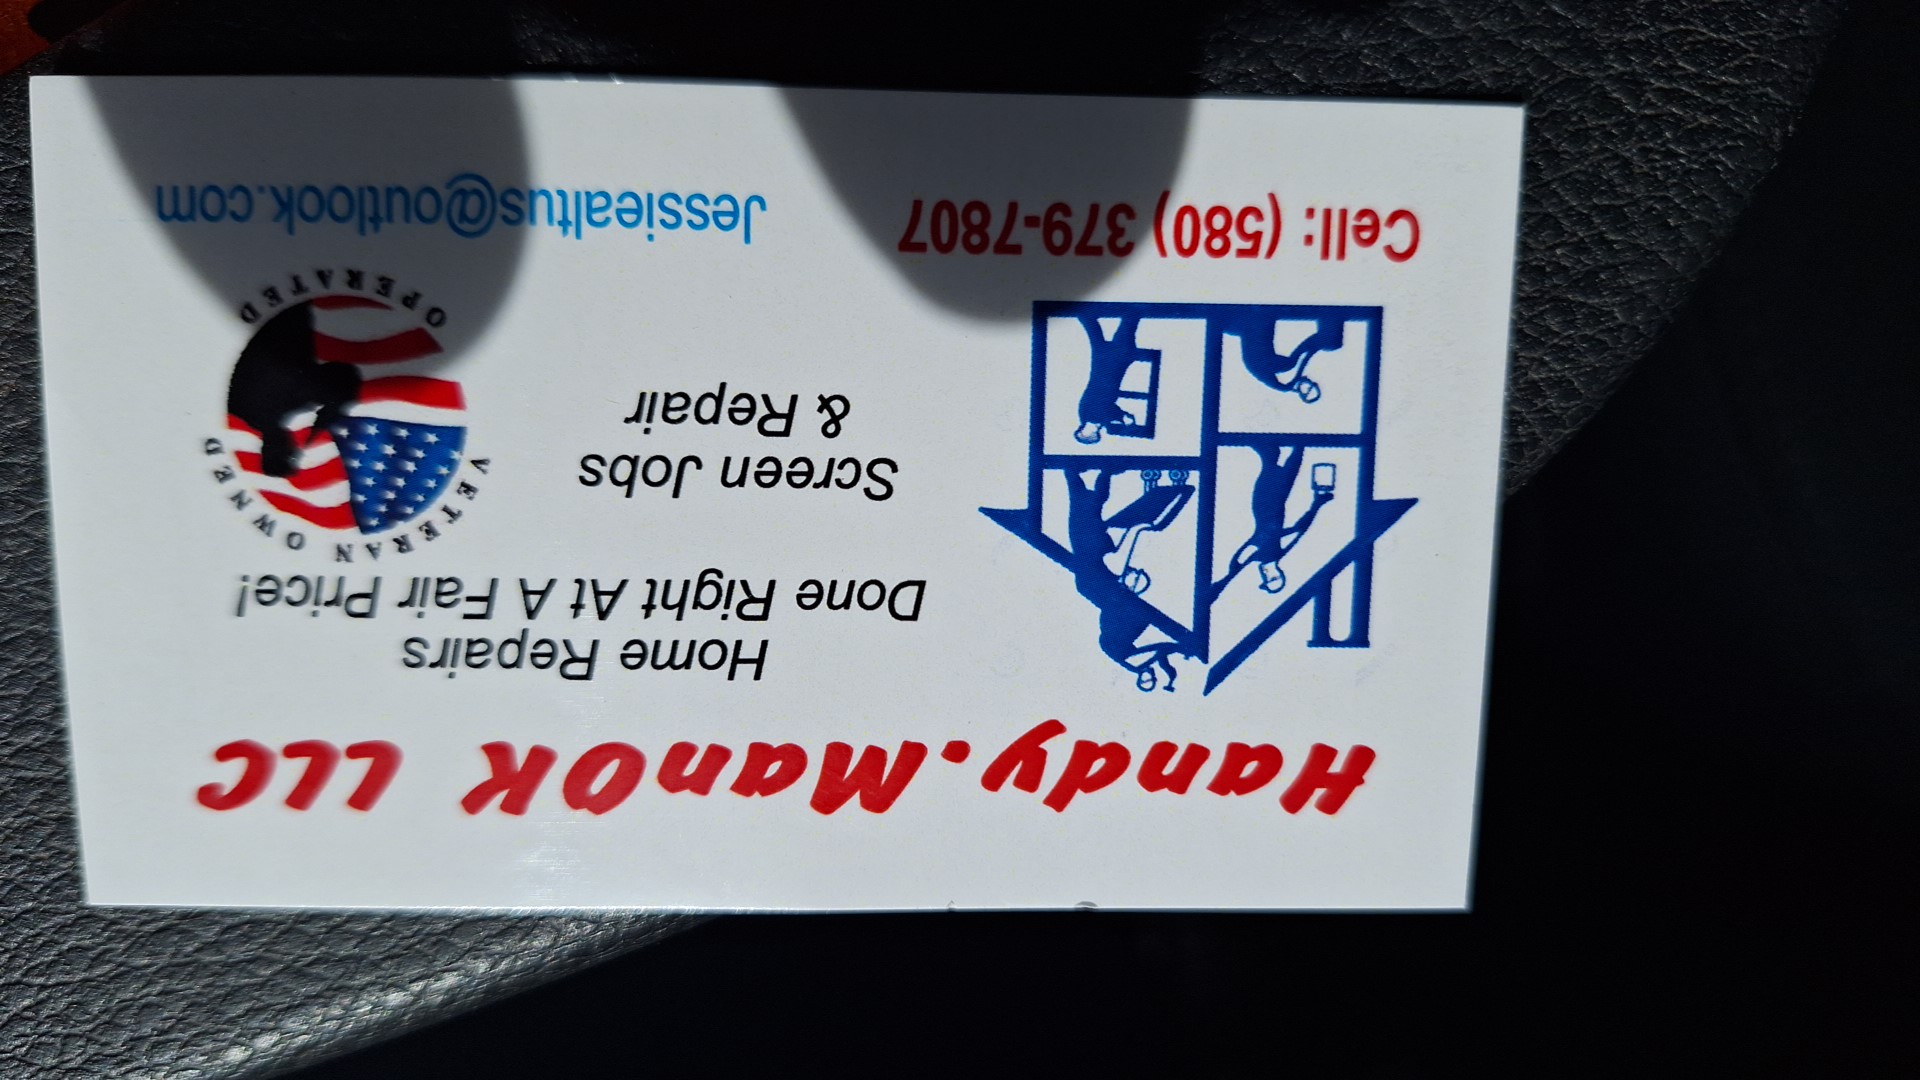 Handy.ManOK LLC
Home Repairs
Done Right At A Fair Price!
Screen Jobs
& Repair
VETERAN OWNED
OPERATED
Cell: (580) 379-7807
Jessiealtus@outlook.com